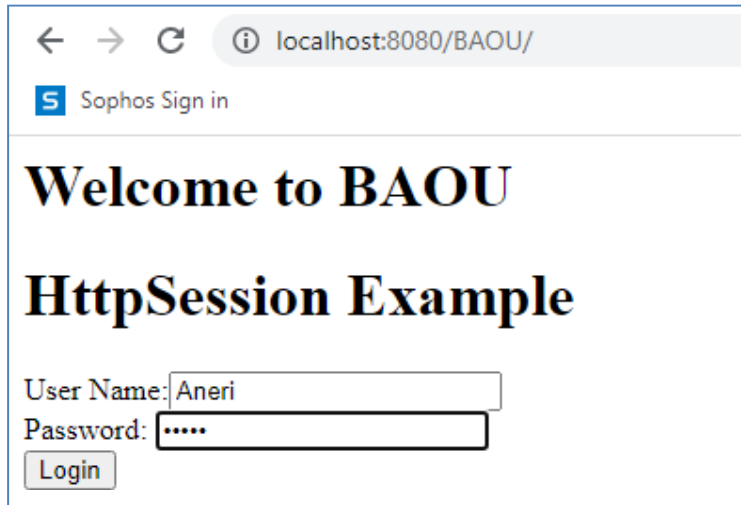 localhost:8080/BAOU/
S Sophos Sign in
Welcome to BAOU
HttpSession Example
User Name: Aneri
Password: •••••
Login